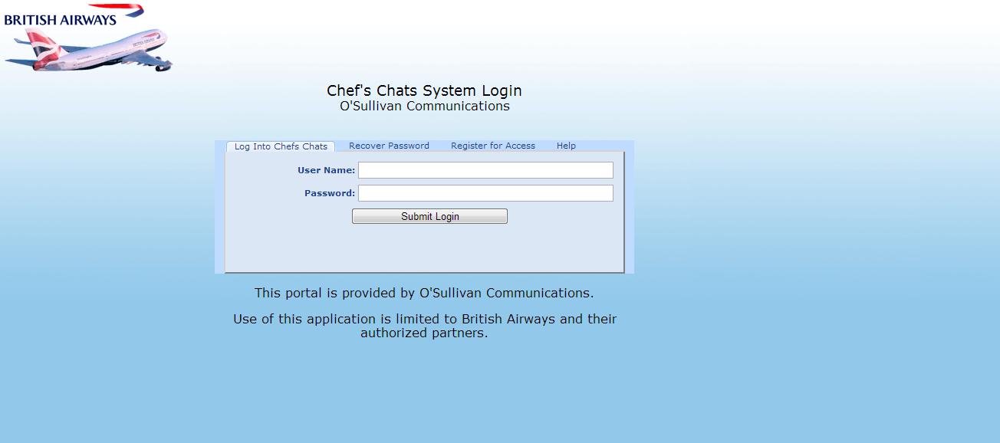 BRITISH AIRWAYS
Chef's Chats System Login
O'Sullivan Communications
Log Into Chefs Chats Recover Password Register for Access Help
User Name:
Password:
Submit Login
This portal is provided by O'Sullivan Communications.
Use of this application is limited to British Airways and their
authorized partners.